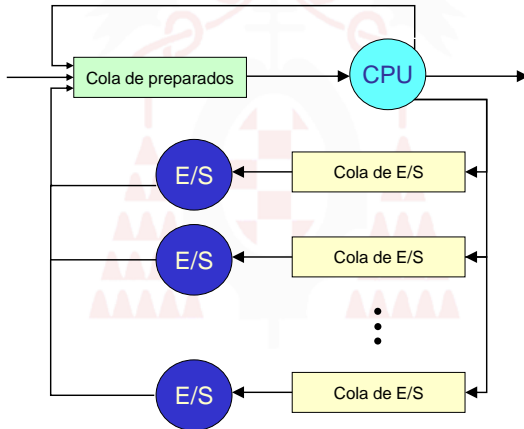 Cola de preparados
CPU
E/S
Cola de E/S
E/S
Cola de E/S
E/S
Cola de E/S